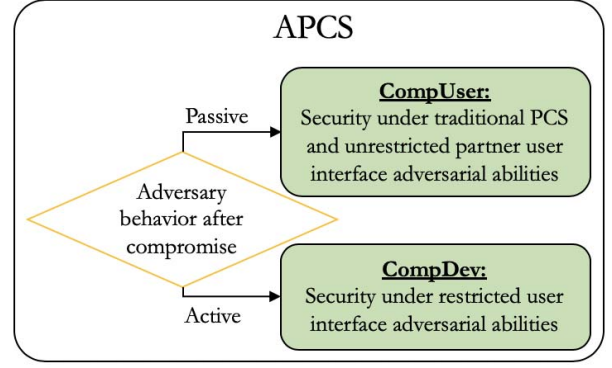 APCS
Passive
CompUser:
Security under traditional PCS
and unrestricted partner user
interface adversarial abilities
Adversary
behavior after
compromise
CompDev:
Security under restricted user
interface adversarial abilities
Active